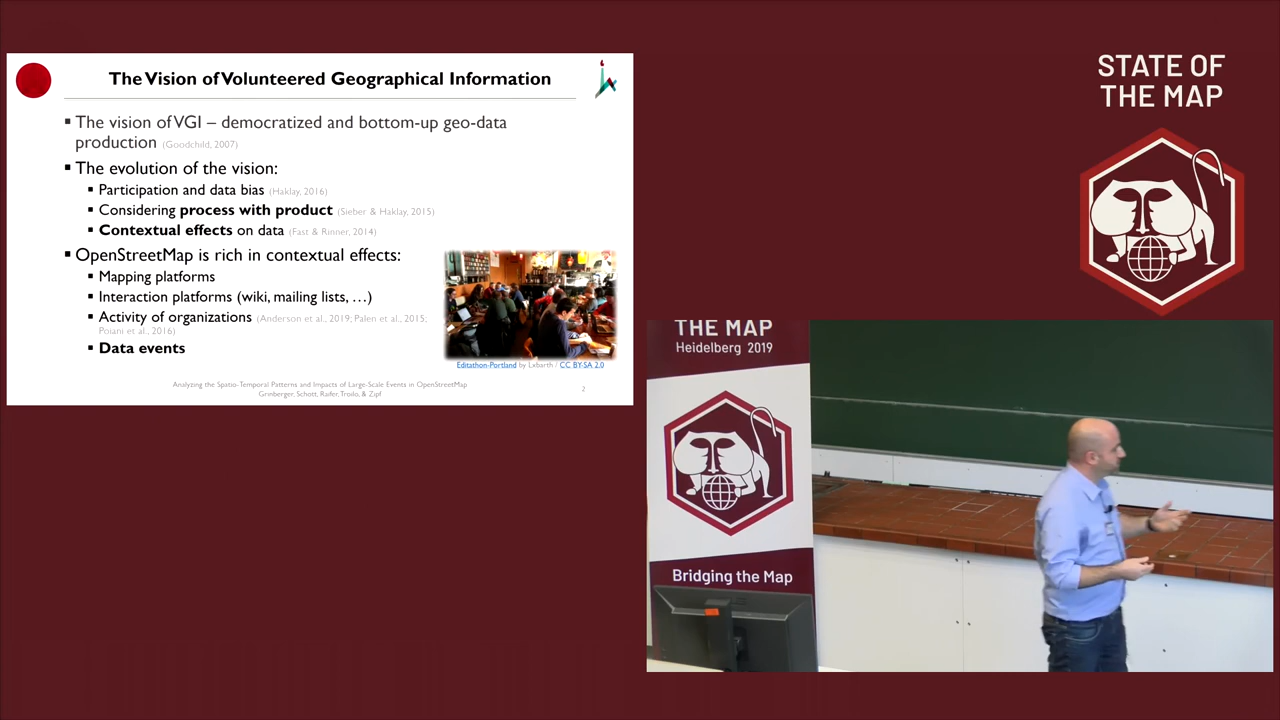 The Vision of Volunteered Geographical Information
The vision of VGI – democratized and bottom-up geo-data
production (Goodchild, 2007)
The evolution of the vision:
Participation and data bias (Haklay, 2016)
Considering process with product (Sieber & Haklay, 2015)
Contextual effects on data (Fast & Rinner, 2014)
OpenStreetMap is rich in contextual effects:
Mapping platforms
Interaction platforms (wiki, mailing lists, …)
Activity of organizations (Anderson et al., 2019; Palen et al., 2015;
Poiani et al., 2016)
Data events
Editathon-Portland by Lvbarth / CC BY-SA 2.0
Analyzing the Spatio-Temporal Patterns and Impacts of Large-Scale Events in OpenStreetMap
Grinberger, Schott, Raifer, Troilo, & Zipf
2
STATE OF
THE MAP
THE MAP
Heidelberg 2019
Bridging the Map